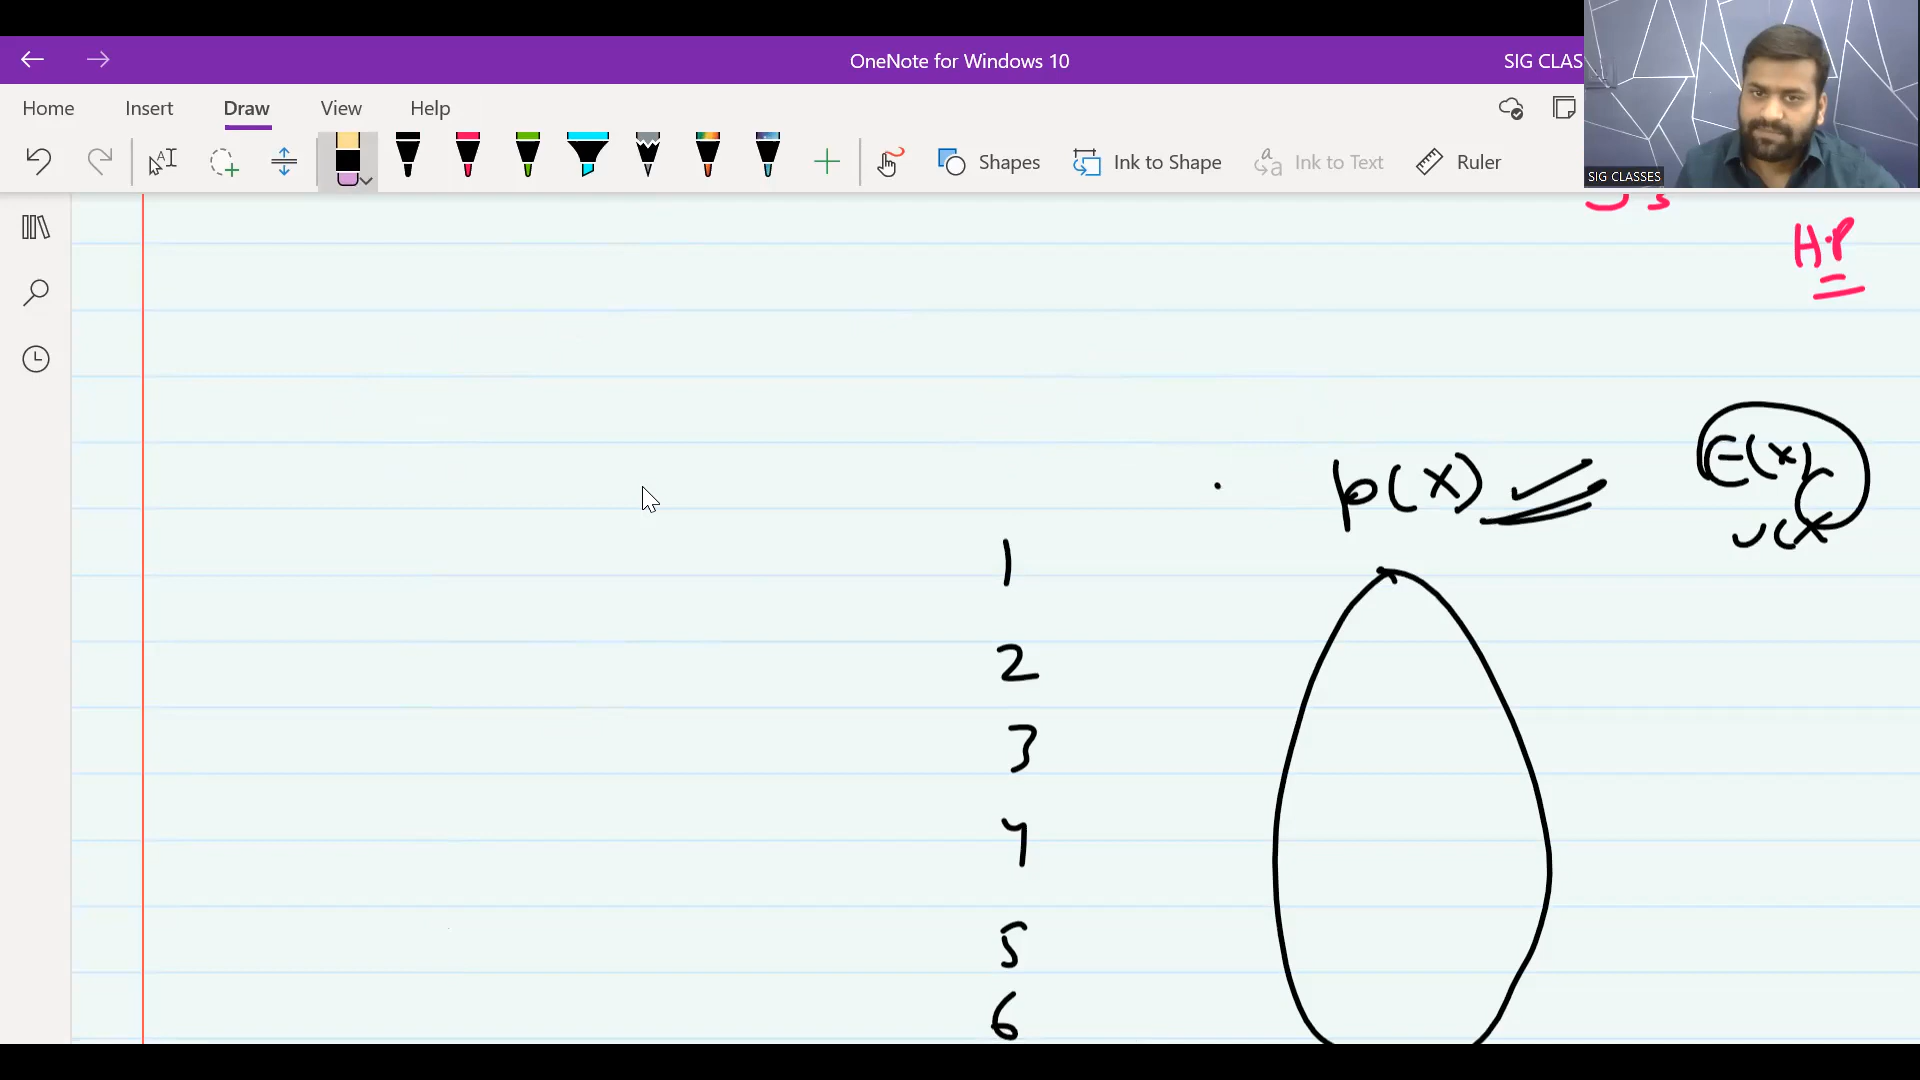 OneNote for Windows 10
SIG CLAS
Home Insert Draw View Help
Shapes Ink to Shape Ink to Text Ruler
SIG CLASSES
H.P
p(x) E(x)
v(x
1
2
3
4
5
6